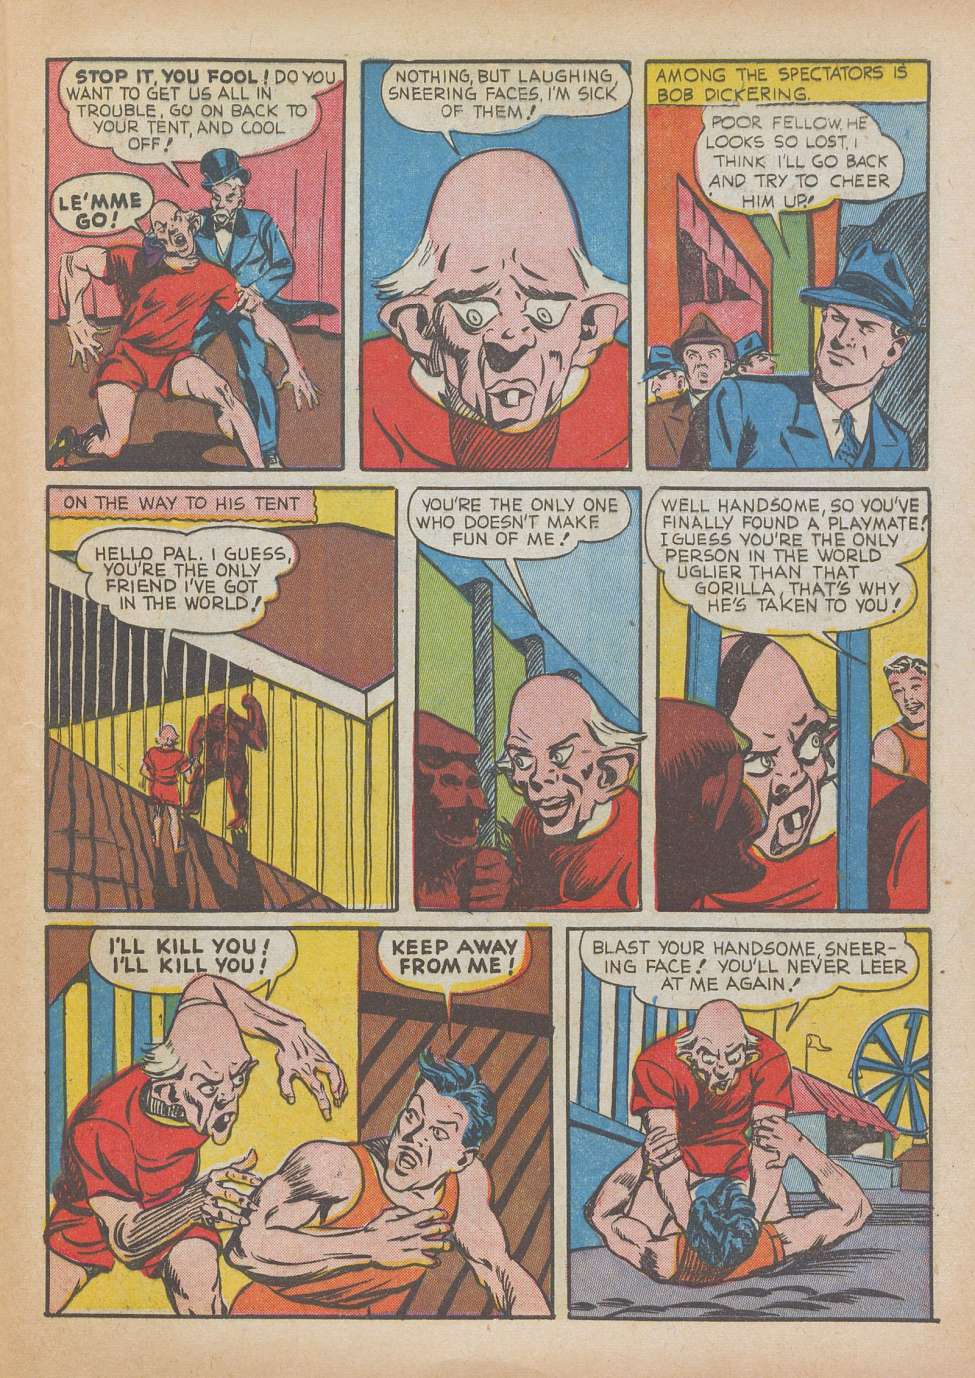 STOP IT, YOU FOOL! DO YOU
WANT TO GET US ALL IN
TROUBLE, GO ON BACK TO
YOUR TENT, AND COOL
OFF!
LE'MME
GO!
NOTHING, BUT LAUGHING,
SNEERING FACES, I'M SICK
OF THEM!
AMONG THE SPECTATORS IS
BOB DICKERING.
POOR FELLOW, HE
LOOKS SO LOST, I
THINK I'LL GO BACK
AND TRY TO CHEER
HIM UP!
ON THE WAY TO HIS TENT
HELLO PAL. I GUESS,
YOU'RE THE ONLY
FRIEND I'VE GOT
IN THE WORLD!
YOU'RE THE ONLY ONE
WHO DOESN'T MAKE
FUN OF ME!
WELL HANDSOME, SO YOU'VE
FINALLY FOUND A PLAYMATE!
I GUESS YOU'RE THE ONLY
PERSON IN THE WORLD
UGLIER THAN THAT
GORILLA, THAT'S WHY
HE'S TAKEN TO YOU!
I'LL KILL YOU!
I'LL KILL YOU!
KEEP AWAY
FROM ME!
BLAST YOUR HANDSOME, SNEER-
ING FACE! YOU'LL NEVER LEER
AT ME AGAIN!